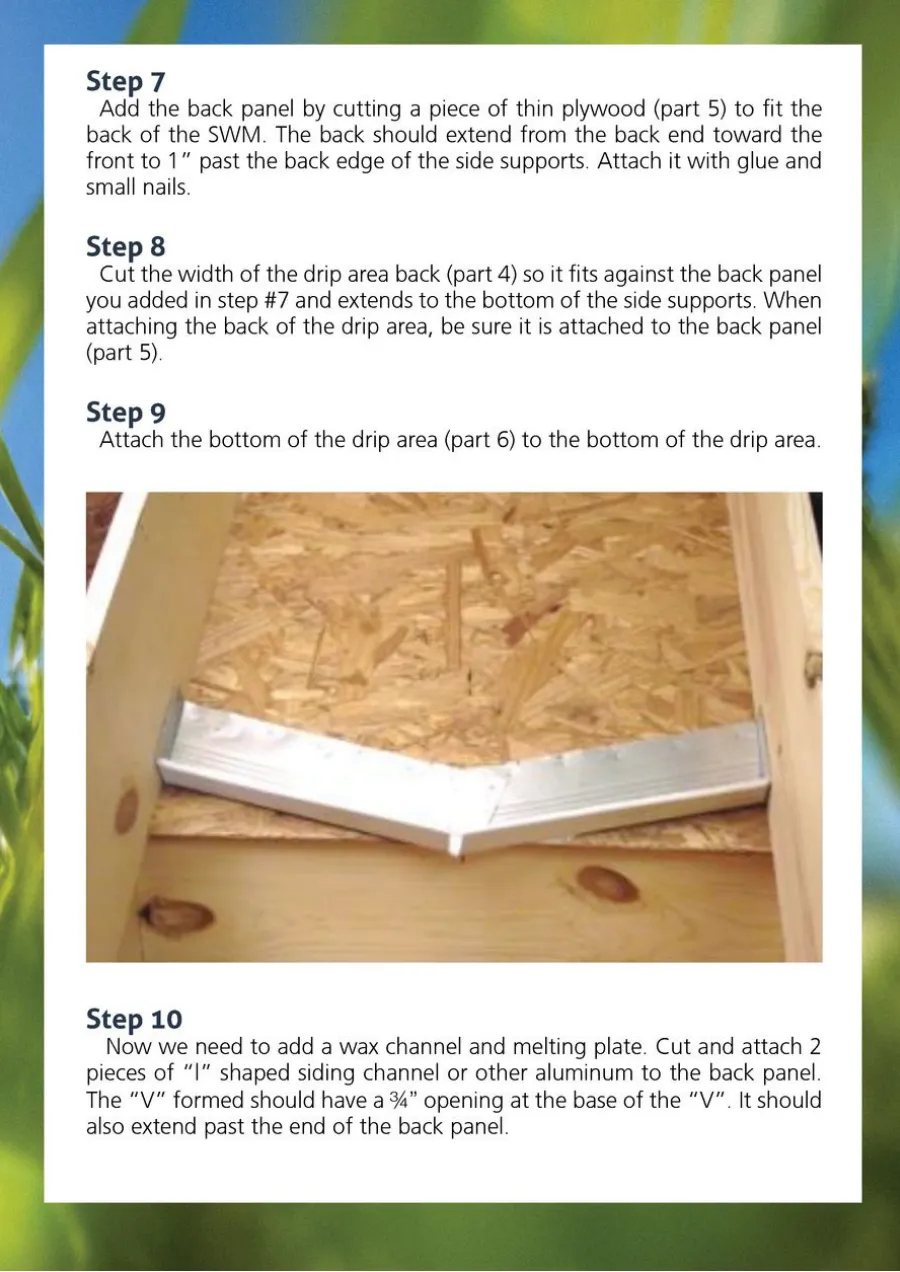 Step 7
Add the back panel by cutting a piece of thin plywood (part 5) to fit the
back of the SWM. The back should extend from the back end toward the
front to 1” past the back edge of the side supports. Attach it with glue and
small nails.
Step 8
Cut the width of the drip area back (part 4) so it fits against the back panel
you added in step #7 and extends to the bottom of the side supports. When
attaching the back of the drip area, be sure it is attached to the back panel
(part 5).
Step 9
Attach the bottom of the drip area (part 6) to the bottom of the drip area.
Step 10
Now we need to add a wax channel and melting plate. Cut and attach 2
pieces of “l” shaped siding channel or other aluminum to the back panel.
The “V” formed should have a ¾” opening at the base of the “V”. It should
also extend past the end of the back panel.